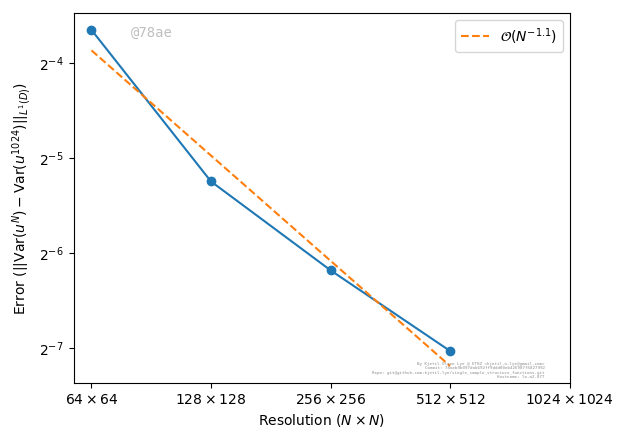 @78ae
O(N^{-1.1})
2^{-4}
2^{-5}
2^{-6}
2^{-7}
Error (||Var(u^N) − Var(u^{1024})||_{L^1(D)})
64 × 64 128 × 128 256 × 256 512 × 512 1024 × 1024
Resolution (N × N)